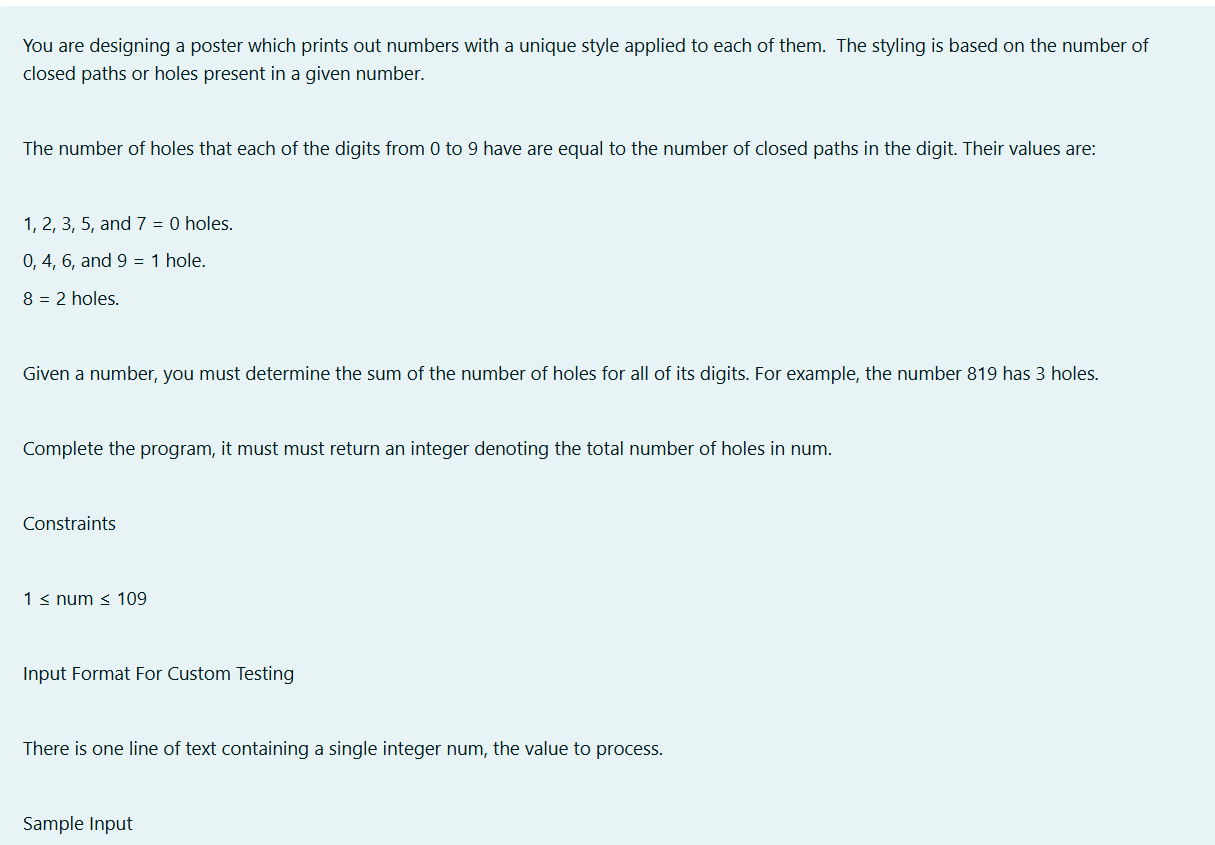 You are designing a poster which prints out numbers with a unique style applied to each of them.  The styling is based on the number of
closed paths or holes present in a given number.
The number of holes that each of the digits from 0 to 9 have are equal to the number of closed paths in the digit. Their values are:
1, 2, 3, 5, and 7 = 0 holes.
0, 4, 6, and 9 = 1 hole.
8 = 2 holes.
Given a number, you must determine the sum of the number of holes for all of its digits. For example, the number 819 has 3 holes.
Complete the program, it must must return an integer denoting the total number of holes in num.
Constraints
1 ≤ num ≤ 109
Input Format For Custom Testing
There is one line of text containing a single integer num, the value to process.
Sample Input